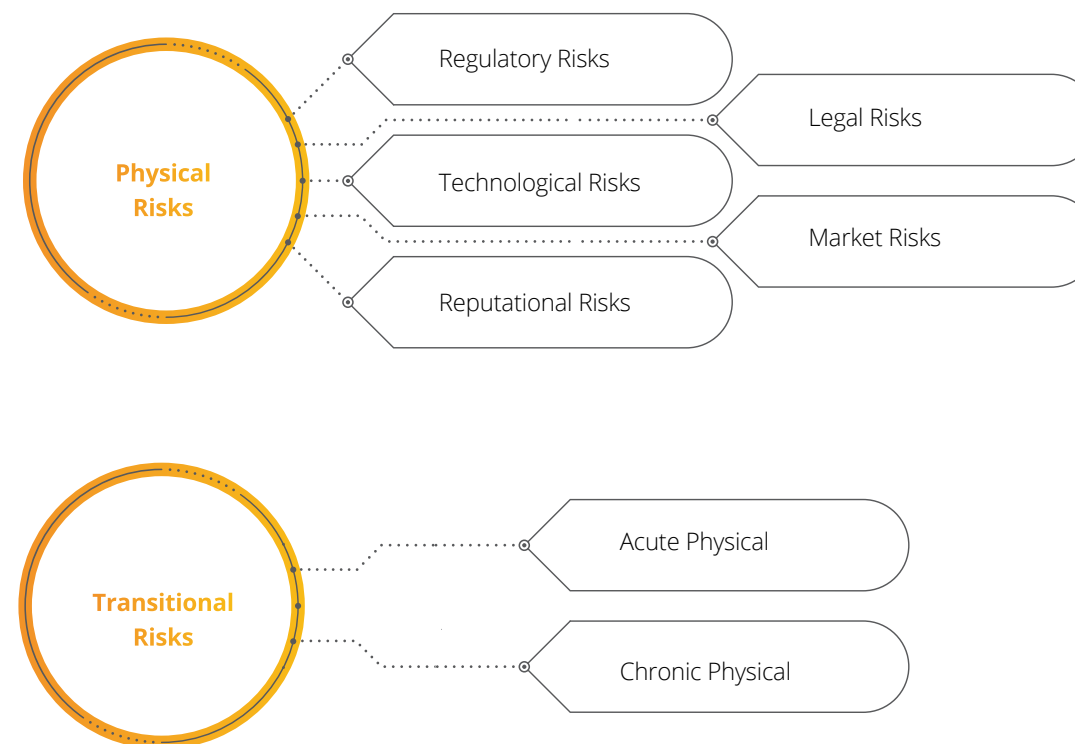 Physical
Risks
Regulatory Risks
Legal Risks
Technological Risks
Market Risks
Reputational Risks
Transitional
Risks
Acute Physical
Chronic Physical